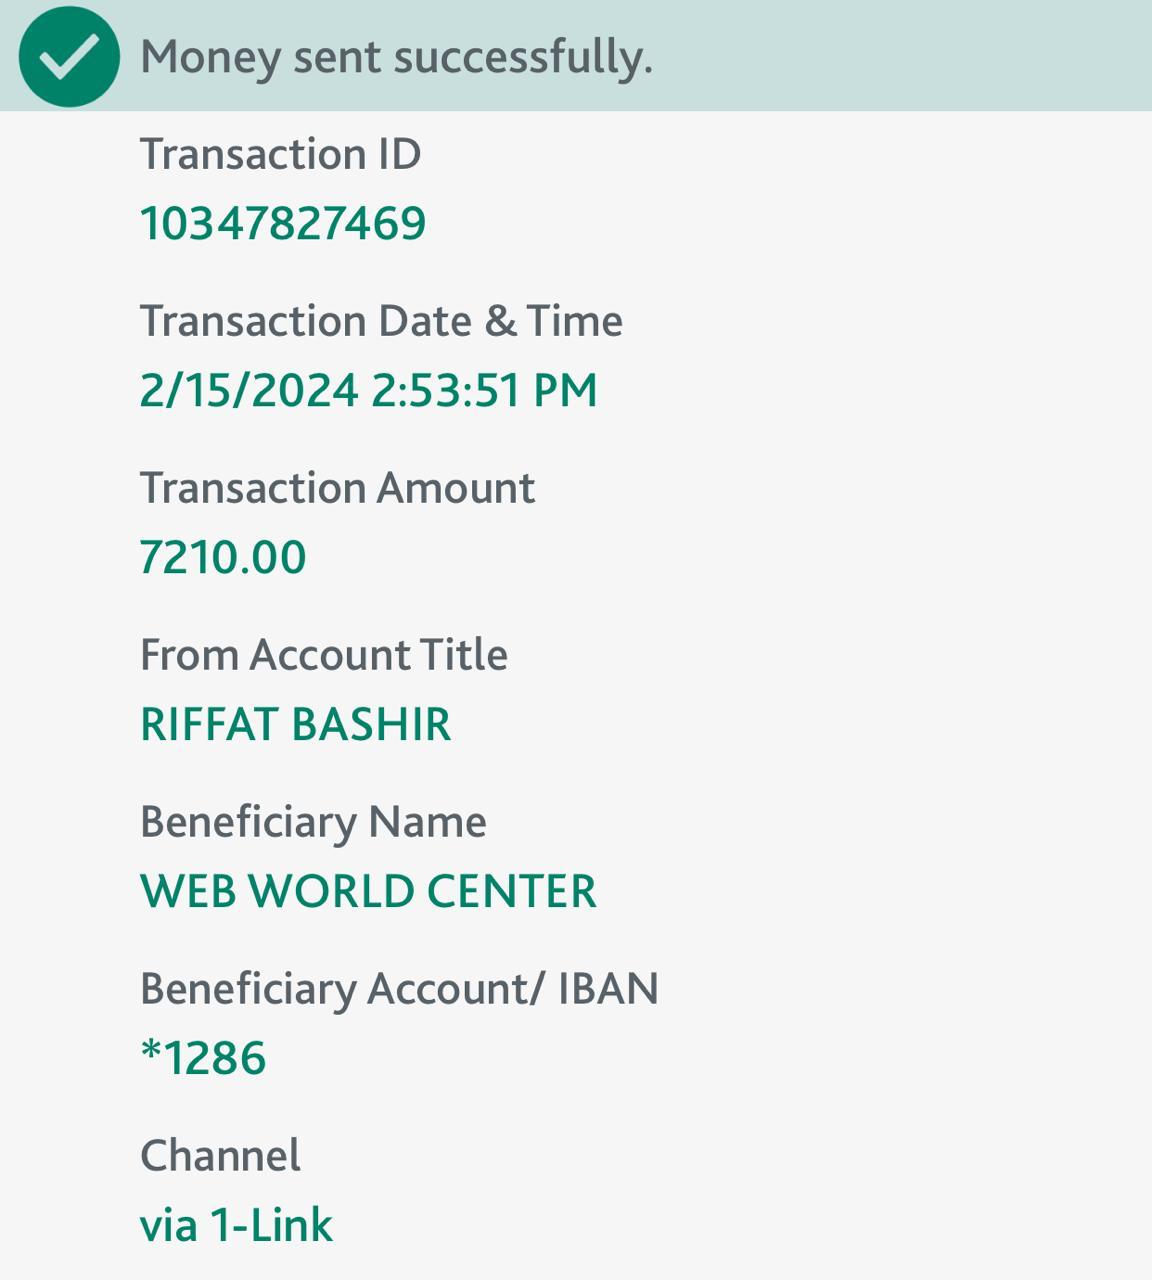 Money sent successfully.
Transaction ID
10347827469
Transaction Date & Time
2/15/2024 2:53:51 PM
Transaction Amount
7210.00
From Account Title
RIFFAT BASHIR
Beneficiary Name
WEB WORLD CENTER
Beneficiary Account/ IBAN
*1286
Channel
via 1-Link